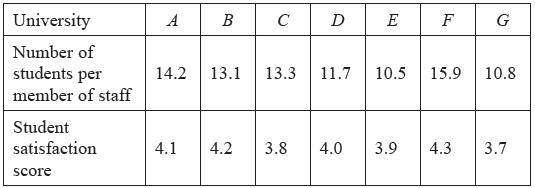 University A B C D E F G
Number of
students per
member of staff
14.2 13.1 13.3 11.7 10.5 15.9 10.8
Student
satisfaction
score
4.1 4.2 3.8 4.0 3.9 4.3 3.7